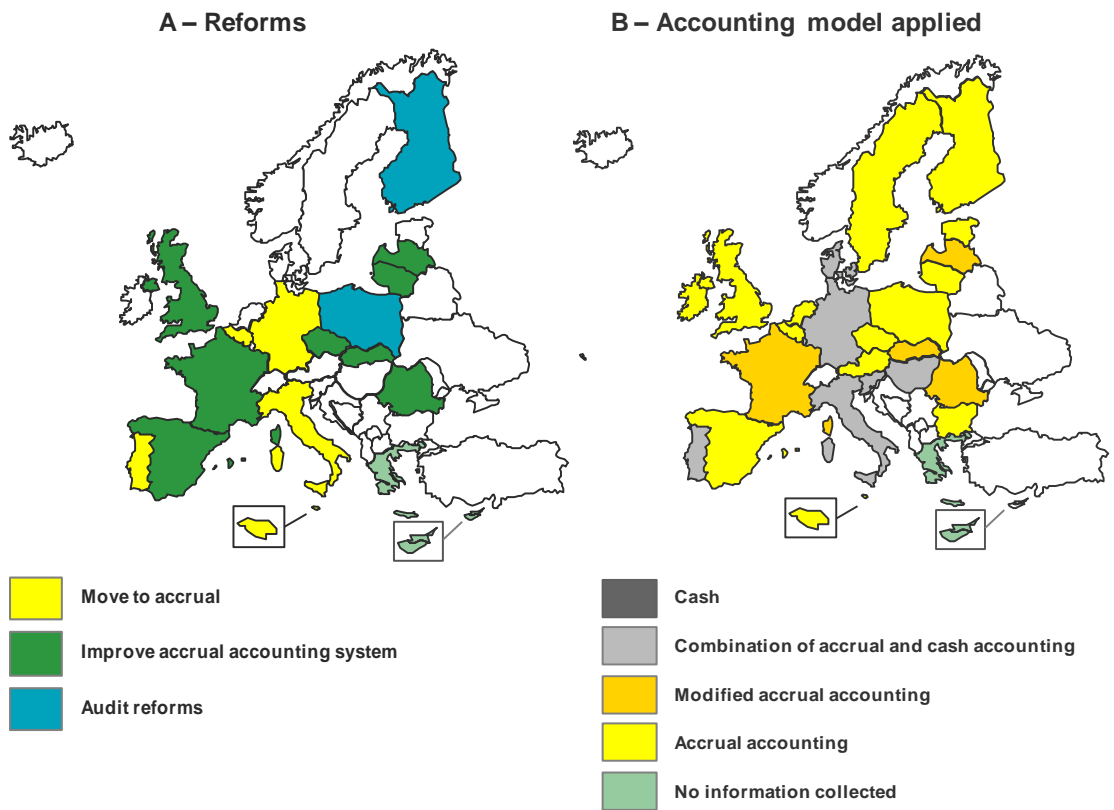 A – Reforms
B – Accounting model applied
Move to accrual
Improve accrual accounting system
Audit reforms
Cash
Combination of accrual and cash accounting
Modified accrual accounting
Accrual accounting
No information collected